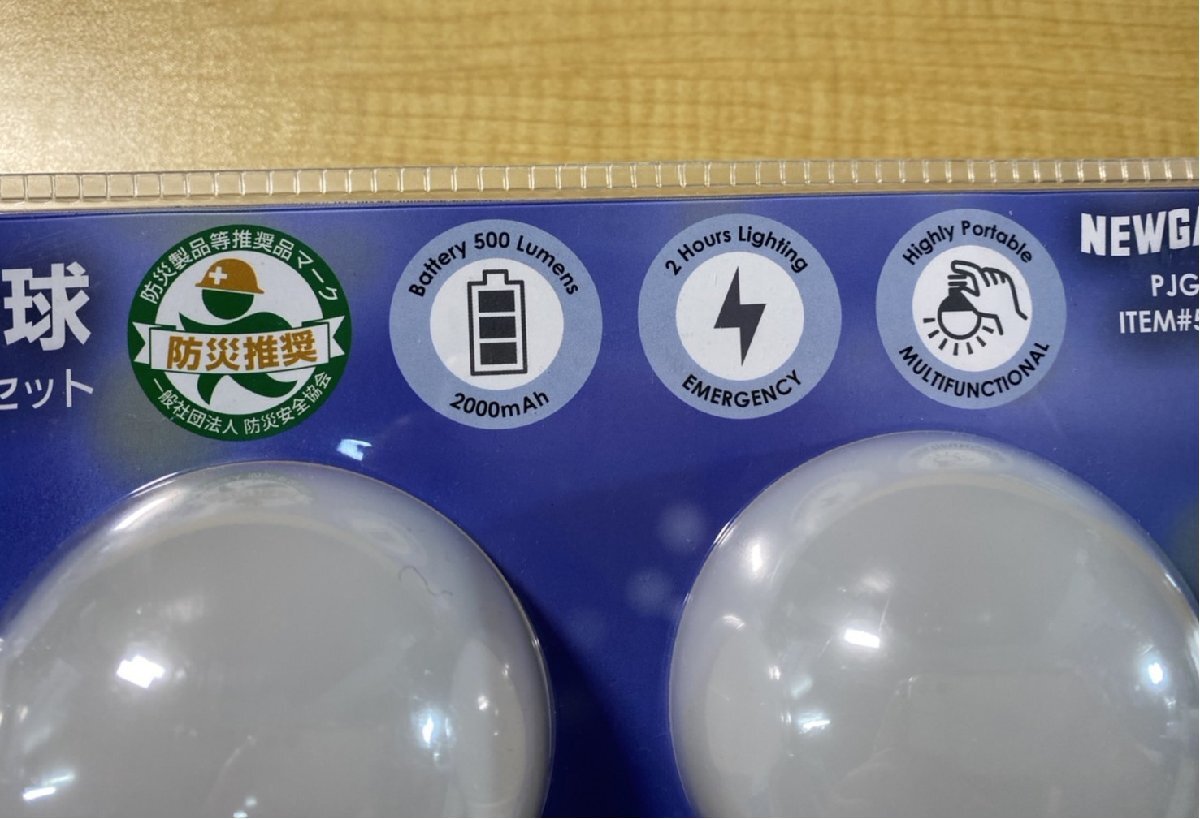 球
セット
防災製品等推奨品マーク
防災推奨
一般社団法人 防災安全協会
Battery 500 Lumens
2000mAh
2 Hours Lighting
EMERGENCY
Highly Portable
MULTIFUNCTIONAL
NEWGA
PJG
ITEM#5